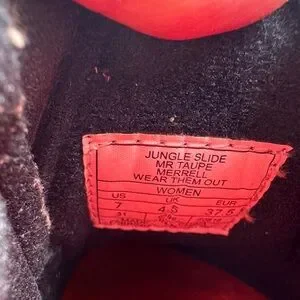 JUNGLE SLIDE
MR TAUPE
MERRELL
WEAR THEM OUT
WOMEN
US UK EUR
7 4.5 37.5